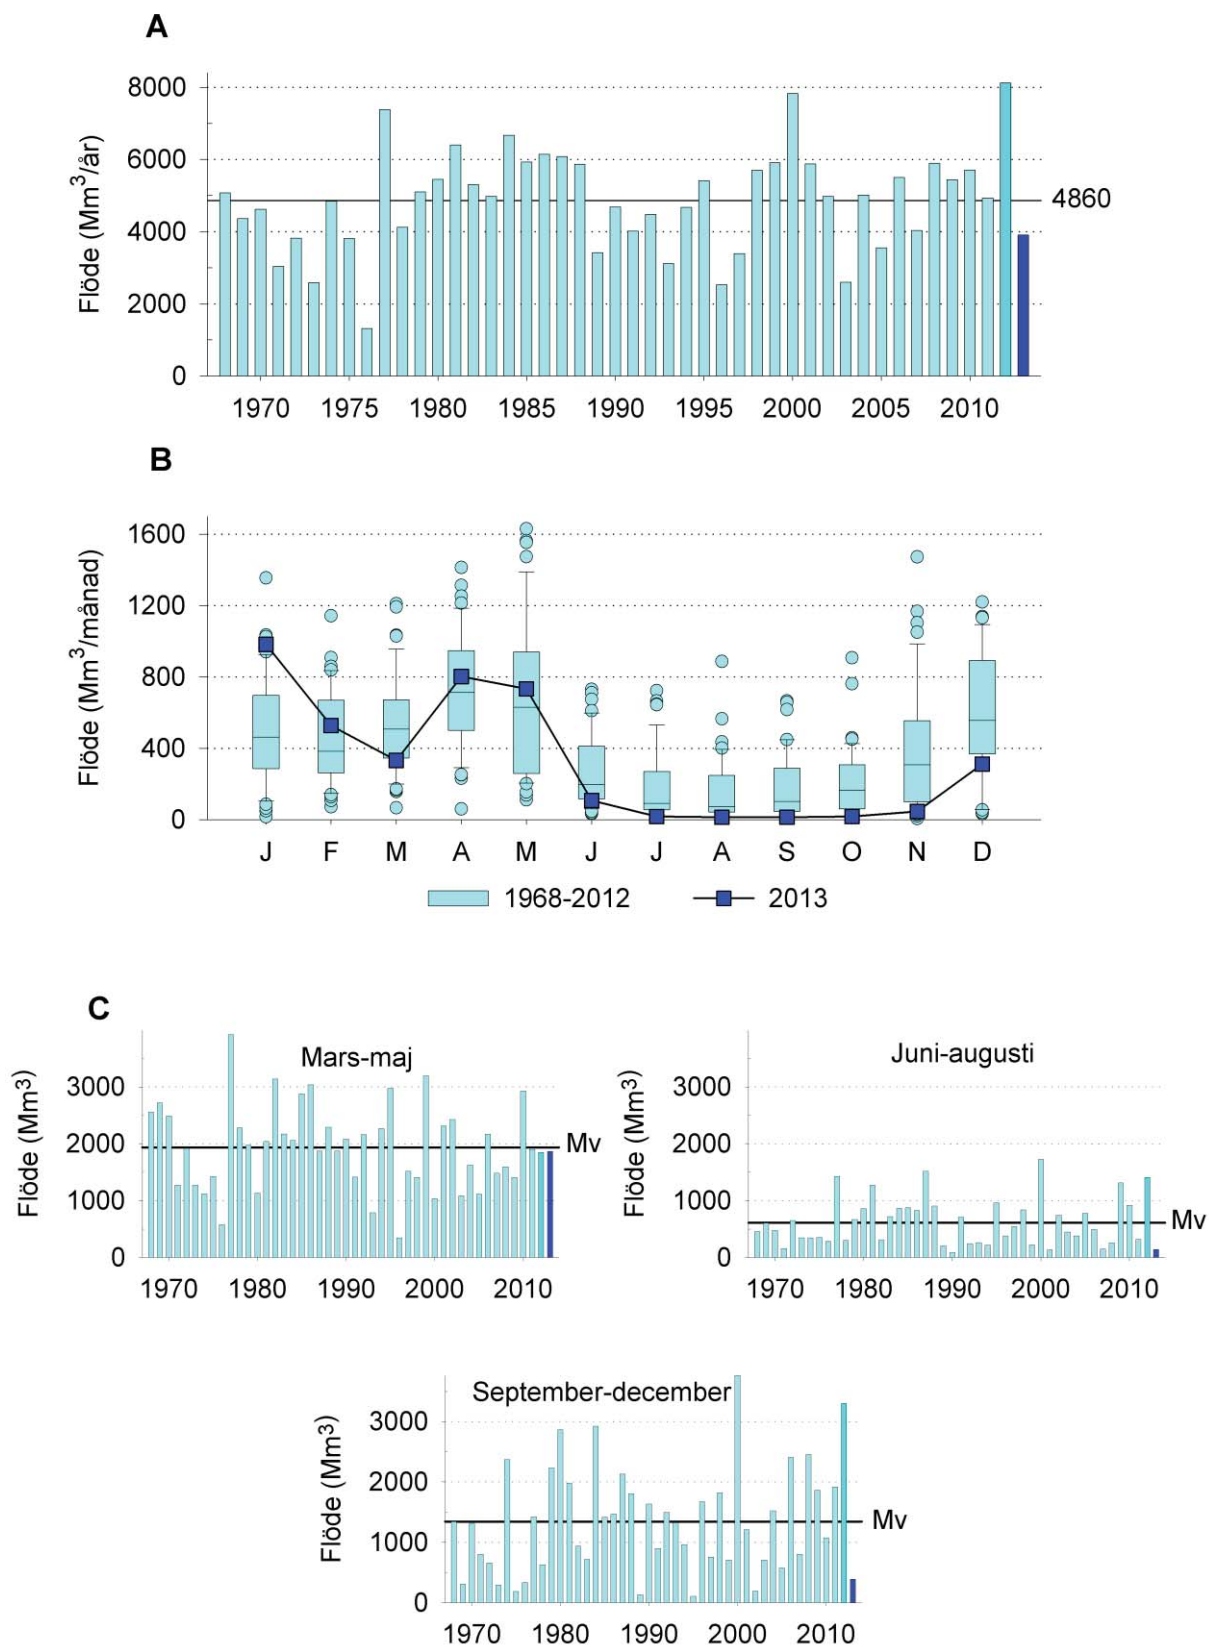 A
Flöde (Mm³/år)
8000
6000
4000
2000
0
4860
1970 1975 1980 1985 1990 1995 2000 2005 2010
B
Flöde (Mm³/månad)
1600
1200
800
400
0
J F M A M J J A S O N D
1968-2012 2013
C
Mars-maj
Flöde (Mm³)
3000
2000
1000
0
Mv
1970 1980 1990 2000 2010
Juni-augusti
Flöde (Mm³)
3000
2000
1000
0
Mv
1970 1980 1990 2000 2010
September-december
Flöde (Mm³)
3000
2000
1000
0
Mv
1970 1980 1990 2000 2010